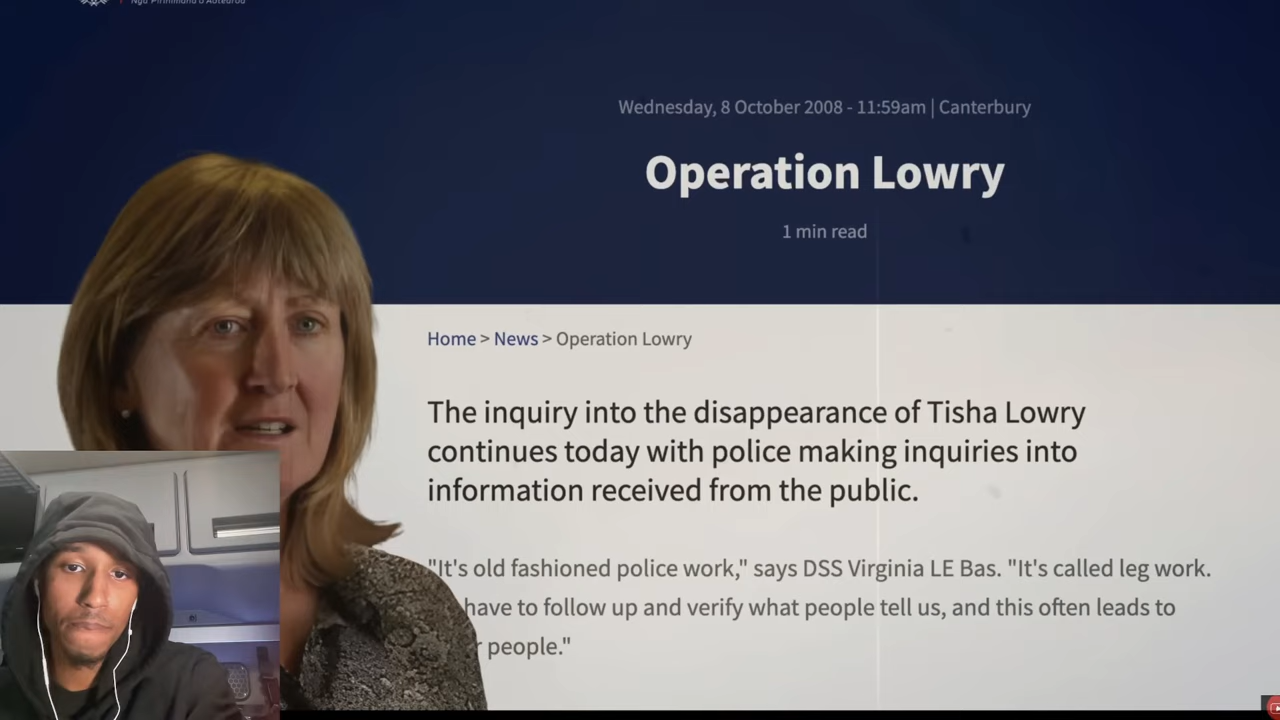 Ngā Pirihimana o Aotearoa
Wednesday, 8 October 2008 - 11:59am | Canterbury
Operation Lowry
1 min read
Home > News > Operation Lowry
The inquiry into the disappearance of Tisha Lowry
continues today with police making inquiries into
information received from the public.
"It's old fashioned police work," says DSS Virginia LE Bas. "It's called leg work.
have to follow up and verify what people tell us, and this often leads to
people."